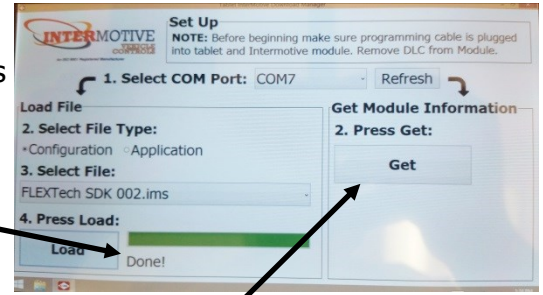 Set Up
INTERMOTIVE
NOTE: Before beginning make sure programming cable is plugged
into tablet and Intermotive module. Remove DLC from Module.
s
1. Select COM Port: COM7 Refresh
Load File
Get Module Information
2. Select File Type:
2. Press Get:
Configuration Application
Get
3. Select File:
FLEXTech SDK 002.ims
4. Press Load:
Load
Done!